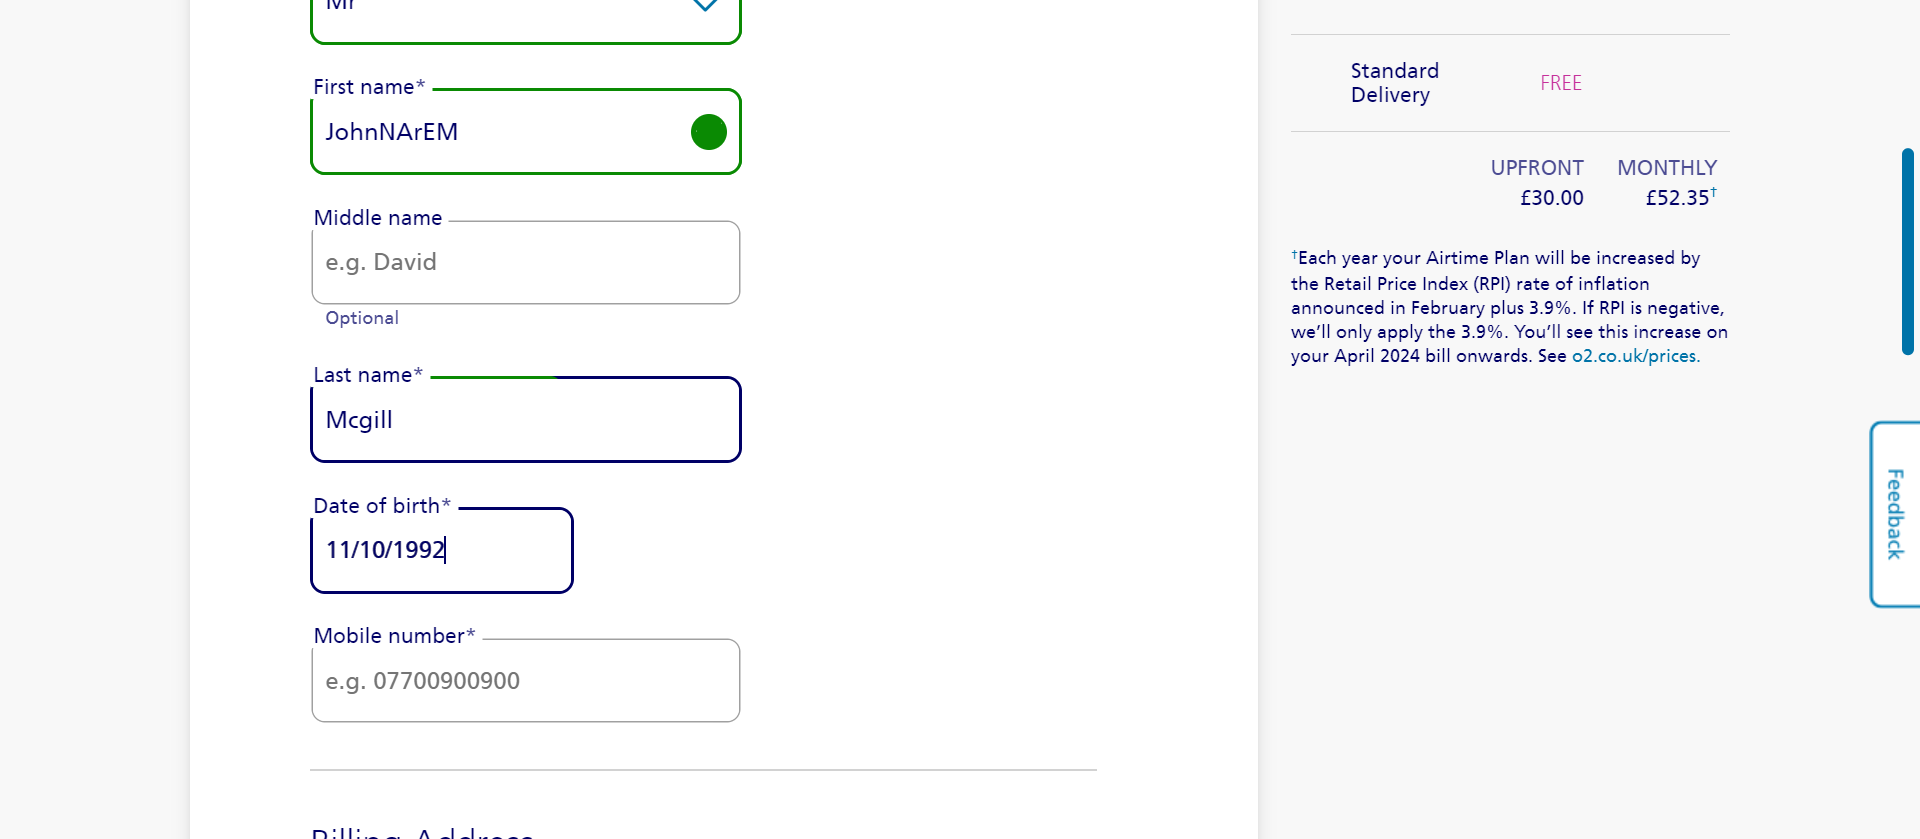 Mr
First name*
JohnNArEM
Middle name
e.g. David
Optional
Last name*
Mcgill
Date of birth*
11/10/1992
Mobile number*
e.g. 07700900900
Billing Address
Standard
Delivery
FREE
UPFRONT MONTHLY
£30.00 £52.35†
†Each year your Airtime Plan will be increased by
the Retail Price Index (RPI) rate of inflation
announced in February plus 3.9%. If RPI is negative,
we’ll only apply the 3.9%. You’ll see this increase on
your April 2024 bill onwards. See o2.co.uk/prices.
Feedback